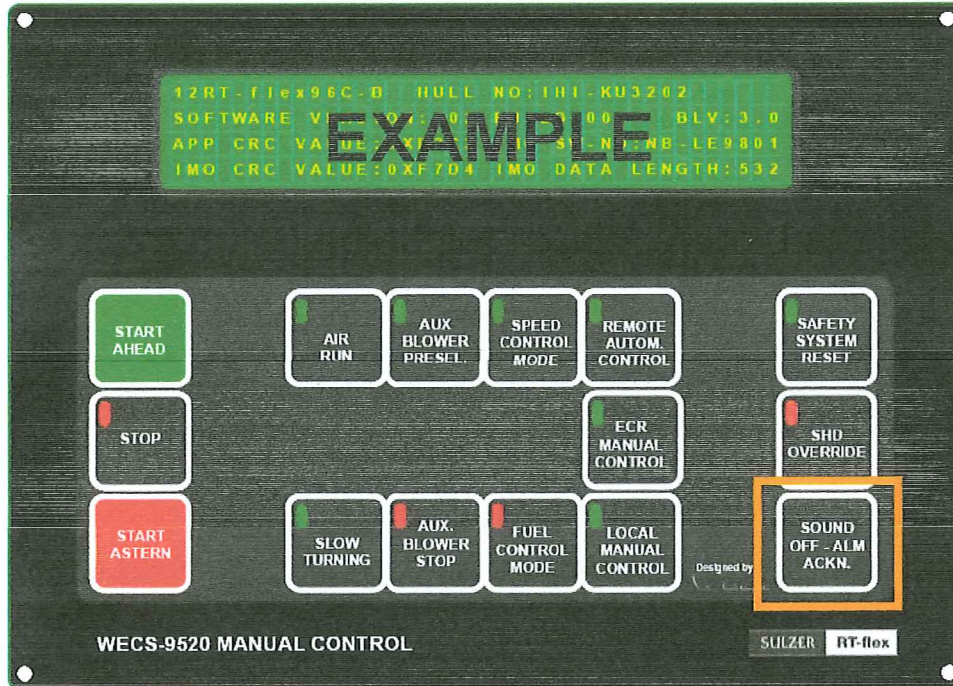 12RT-flex96C-B HULL NO:IHI-KU3202
SOFTWARE BLV:3.0
EXAMPLE
APP CRC NB-LE9801
IMO CRC VALUE:0XF7D4 IMO DATA LENGTH:532
START
AHEAD
AIR
RUN
AUX
BLOWER
PRESEL.
SPEED
CONTROL
MODE
REMOTE
AUTOM.
CONTROL
SAFETY
SYSTEM
RESET
STOP
ECR
MANUAL
CONTROL
SHD
OVERRIDE
START
ASTERN
SLOW
TURNING
AUX.
BLOWER
STOP
FUEL
CONTROL
MODE
LOCAL
MANUAL
CONTROL
Designed by
SOUND
OFF - ALM
ACKN.
WECS-9520 MANUAL CONTROL
SULZER RT-flex